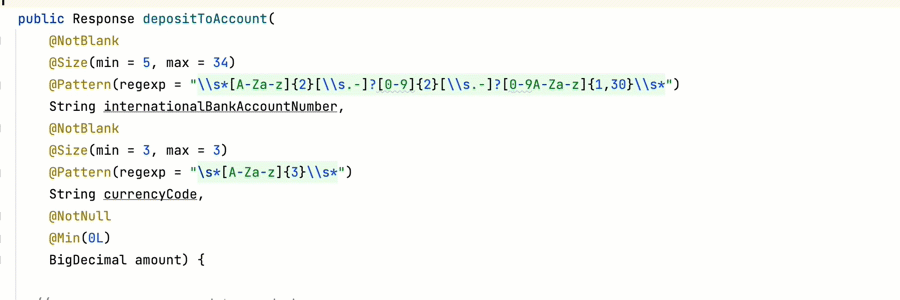 public Response depositToAccount(
@NotBlank
@Size(min = 5, max = 34)
@Pattern(regexp = "\\s*[A-Za-z]{2}[\\s.-]?[0-9]{2}[\\s.-]?[0-9A-Za-z]{1,30}\\s*")
String internationalBankAccountNumber,
@NotBlank
@Size(min = 3, max = 3)
@Pattern(regexp = "\s*[A-Za-z]{3}\\s*")
String currencyCode,
@NotNull
@Min(0L)
BigDecimal amount) {